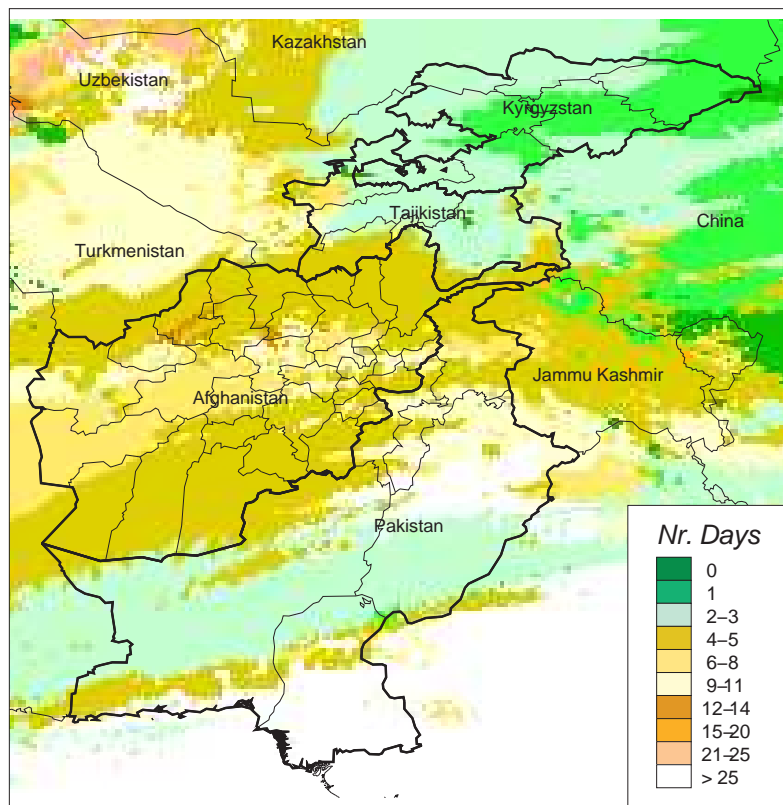 Kazakhstan
Uzbekistan
Kyrgyzstan
Tajikistan
China
Turkmenistan
Jammu Kashmir
Afghanistan
Pakistan
Nr. Days
0
1
2–3
4–5
6–8
9–11
12–14
15–20
21–25
> 25